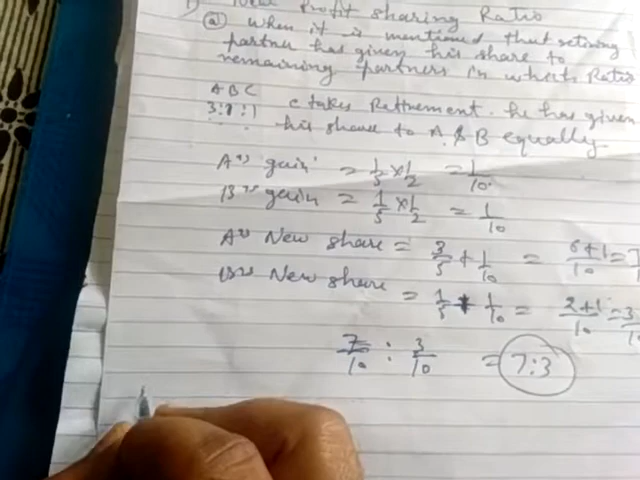 1) New Profit sharing Ratio
(a) when it is mentioned that retiring
partner has given his share to
remaining partners in which Ratio
A B C
3:1:1 C takes Retirement. he has given
his share to A & B equally
A's gain = 1/5 × 1/2 = 1/10
B's gain = 1/5 × 1/2 = 1/10
A's New share = 3/5 + 1/10 = 6+1/10 = 7
B's New share
= 1/5 + 1/10 = 2+1/10 = 3/10
7/10 : 3/10 = 7:3